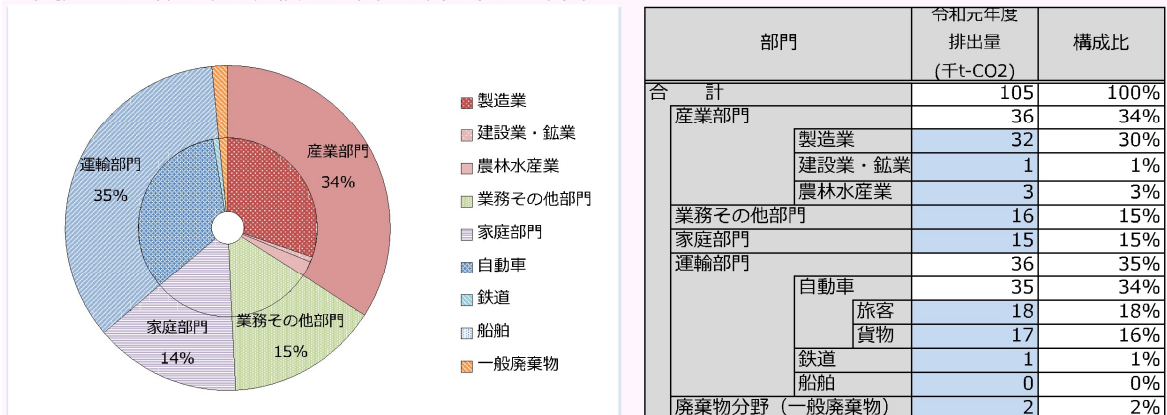 産業部門
34%
運輸部門
35%
家庭部門
14%
業務その他部門
15%
製造業
建設業・鉱業
農林水産業
業務その他部門
家庭部門
自動車
鉄道
船舶
一般廃棄物
部門 令和元年度 排出量 (千t-CO2) 構成比
合 計 105 100%
産業部門 36 34%
製造業 32 30%
建設業・鉱業 1 1%
農林水産業 3 3%
業務その他部門 16 15%
家庭部門 15 15%
運輸部門 36 35%
自動車 35 34%
旅客 18 18%
貨物 17 16%
鉄道 1 1%
船舶 0 0%
廃棄物分野（一般廃棄物） 2 2%